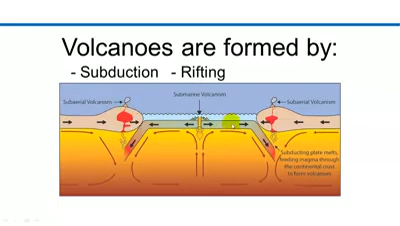 Volcanoes are formed by:
- Subduction - Rifting
Submarine Volcanism
Subaerial Volcanism
Subaerial Volcanism
Subducting plate melts,
feeding magma through
the continental crust
to form volcanism